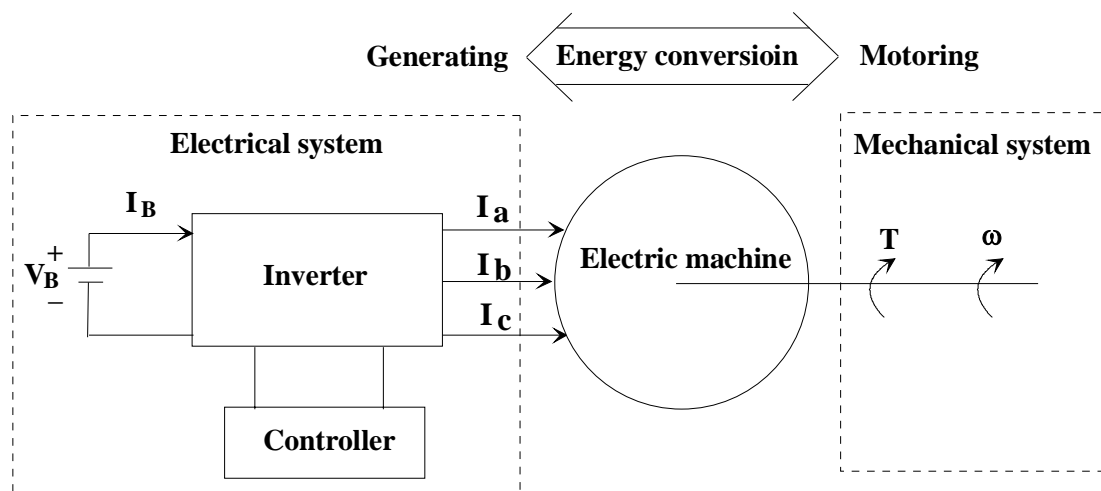 Generating
Energy conversioin
Motoring
Electrical system
Mechanical system
I_B
I_a
T
ω
+
V_B
−
Inverter
I_b
Electric machine
I_c
Controller